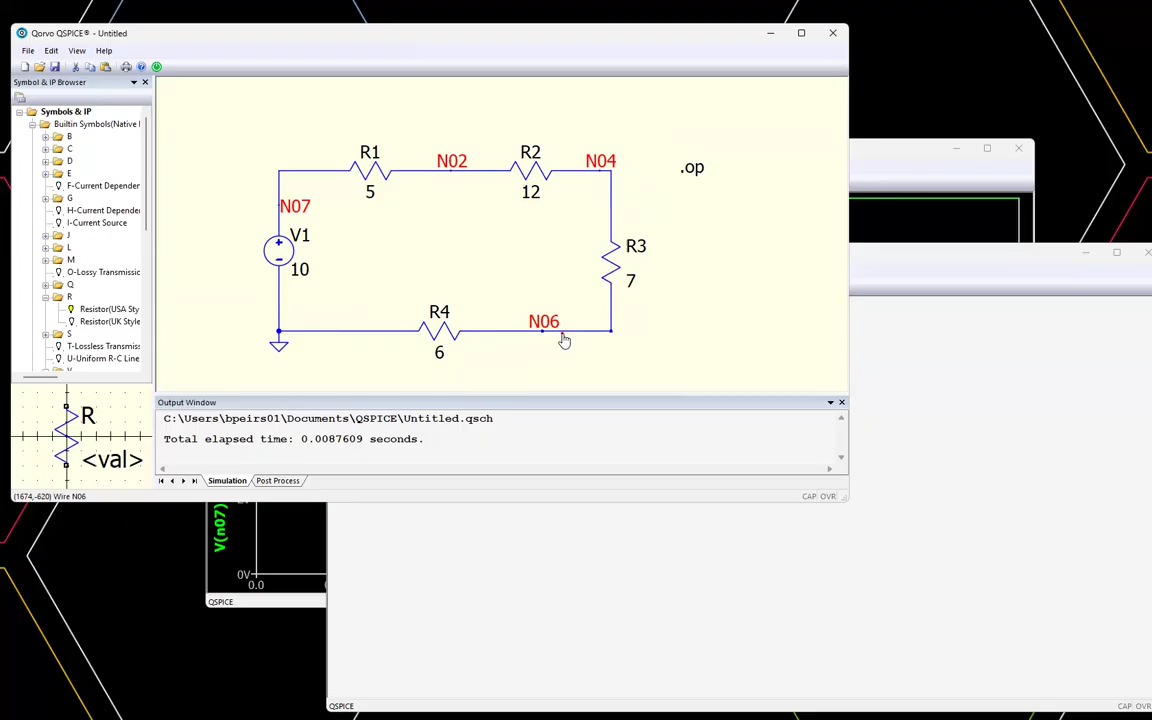 Qorvo QSPICE® - Untitled
File Edit View Help
Symbol & IP Browser
Symbols & IP
Builtin Symbols(Native
B
C
D
E
F-Current Depender
G
H-Current Depende
I-Current Source
J
L
M
O-Lossy Transmissio
Q
R
Resistor(USA Sty
Resistor(UK Style
S
T-Lossless Transmis
U-Uniform R-C Line
R
<val>
R1
5
N02
R2
12
N04
.op
N07
V1
10
R3
7
R4
6
N06
Output Window
C:\Users\bpeirs01\Documents\QSPICE\Untitled.qsch
Total elapsed time: 0.0087609 seconds.
Simulation Post Process
(1674,-620) Wire N06
CAP OVR
V(n07)
0V
0.0
QSPICE
QSPICE
CAP OVR